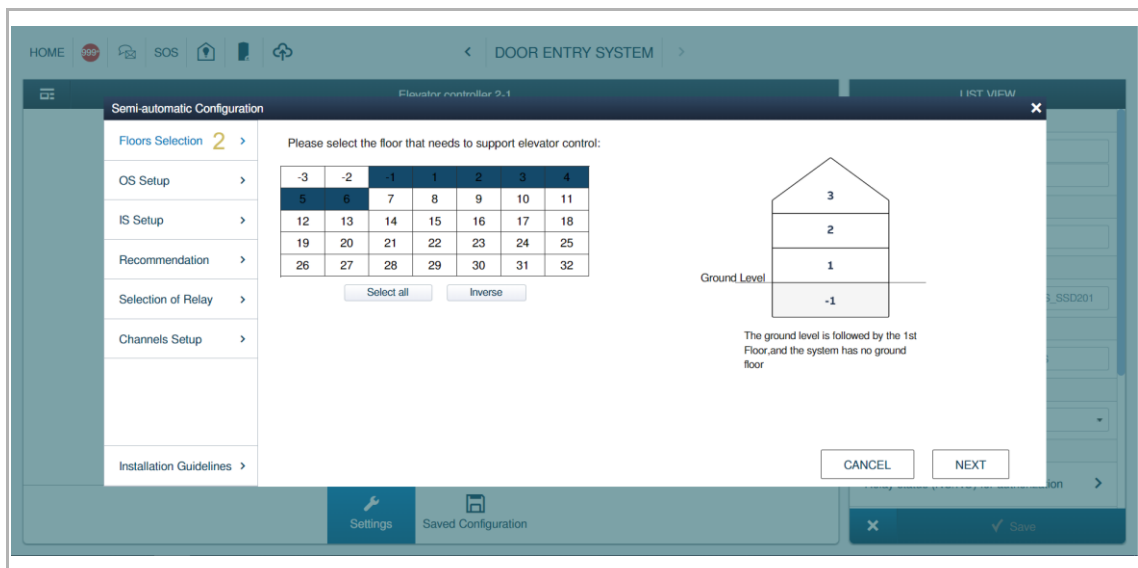 HOME 999+ SOS < DOOR ENTRY SYSTEM >
Elevator controller 2-1 LIST VIEW
Semi-automatic Configuration
Floors Selection 2 >
OS Setup >
IS Setup >
Recommendation >
Selection of Relay >
Channels Setup >
Installation Guidelines >
Please select the floor that needs to support elevator control:
-3 -2 -1 1 2 3 4
5 6 7 8 9 10 11
12 13 14 15 16 17 18
19 20 21 22 23 24 25
26 27 28 29 30 31 32
Select all Inverse
3
2
1
Ground Level
-1
The ground level is followed by the 1st
Floor,and the system has no ground
floor
CANCEL NEXT
_SSD201
Settings Saved Configuration
Save